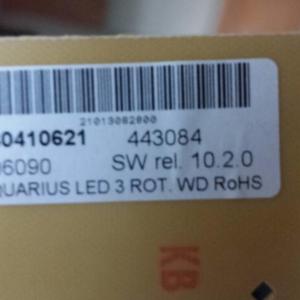 21013082800
0410621 443084
6090 SW rel. 10.2.0
QUARIUS LED 3 ROT. WD RoHS
KB